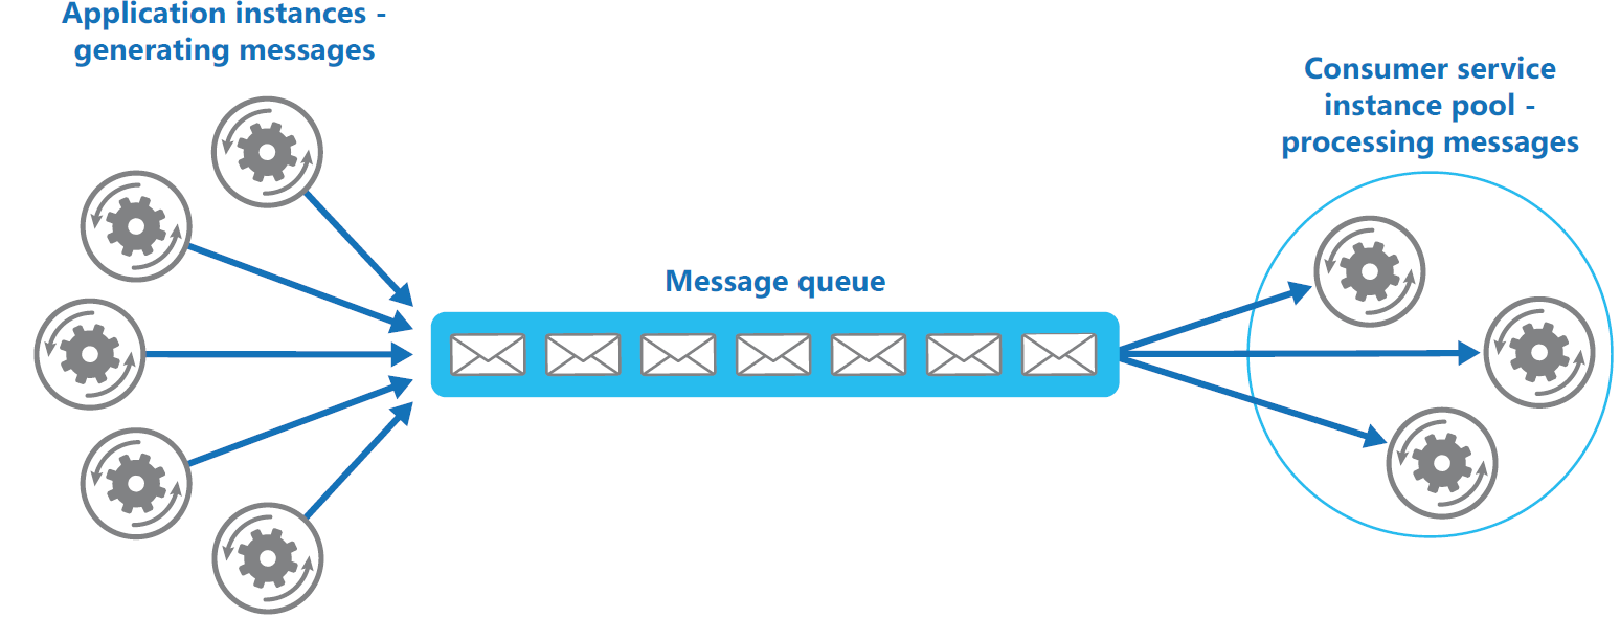 Application instances -
generating messages
Message queue
Consumer service
instance pool -
processing messages